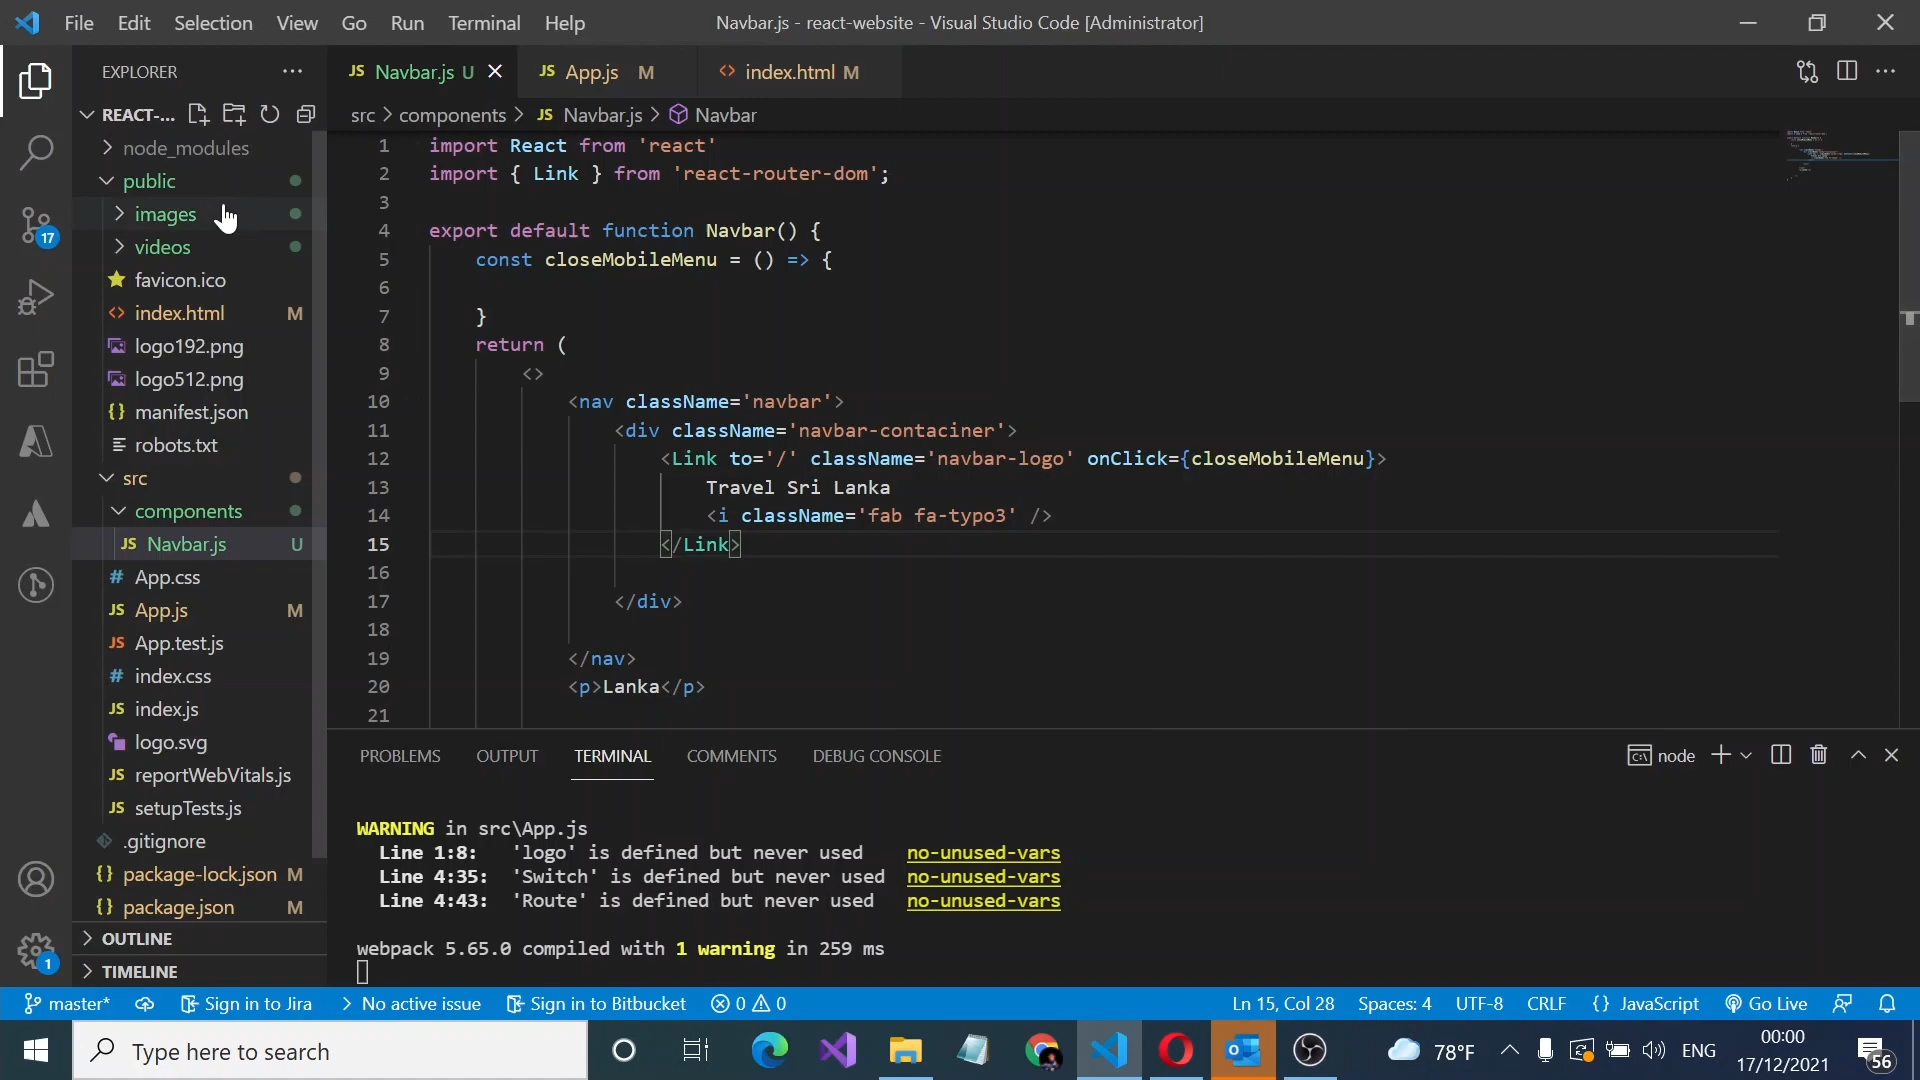 File Edit Selection View Go Run Terminal Help
Navbar.js - react-website - Visual Studio Code [Administrator]
EXPLORER
REACT-...
node_modules
public
images
videos
favicon.ico
index.html M
logo192.png
logo512.png
manifest.json
robots.txt
src
components
Navbar.js U
App.css
App.js M
App.test.js
index.css
index.js
logo.svg
reportWebVitals.js
setupTests.js
.gitignore
package-lock.json M
package.json M
OUTLINE
TIMELINE
17
1
JS Navbar.js U
JS App.js M
<> index.html M
src > components > JS Navbar.js > Navbar
1 import React from 'react'
2 import { Link } from 'react-router-dom';
3
4 export default function Navbar() {
5 const closeMobileMenu = () => {
6
7 }
8 return (
9 <>
10 <nav className='navbar'>
11 <div className='navbar-contaciner'>
12 <Link to='/' className='navbar-logo' onClick={closeMobileMenu}>
13 Travel Sri Lanka
14 <i className='fab fa-typo3' />
15 </Link>
16
17 </div>
18
19 </nav>
20 <p>Lanka</p>
21
PROBLEMS OUTPUT TERMINAL COMMENTS DEBUG CONSOLE
node
WARNING in src\App.js
Line 1:8: 'logo' is defined but never used no-unused-vars
Line 4:35: 'Switch' is defined but never used no-unused-vars
Line 4:43: 'Route' is defined but never used no-unused-vars
webpack 5.65.0 compiled with 1 warning in 259 ms
master* Sign in to Jira No active issue Sign in to Bitbucket 0 0
Ln 15, Col 28 Spaces: 4 UTF-8 CRLF {} JavaScript Go Live
Type here to search
78°F ENG
00:00
17/12/2021
56